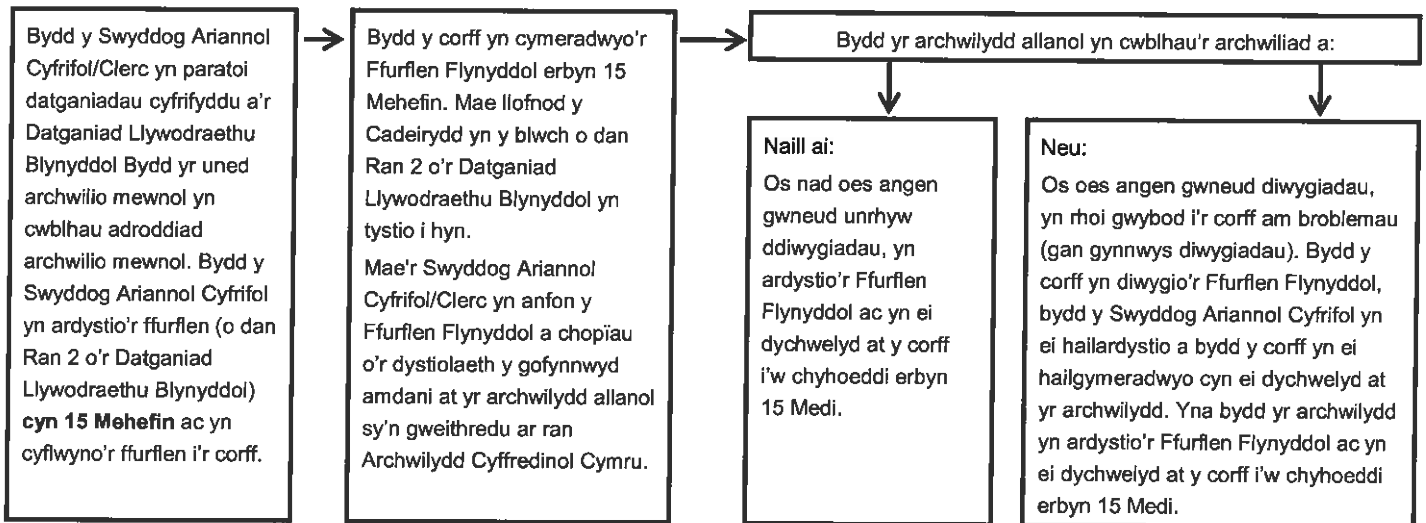 Bydd y Swyddog Ariannol
Cyfrifol/Clerc yn paratoi
datganiadau cyfrifyddu a'r
Datganiad Llywodraethu
Blynyddol Bydd yr uned
archwilio mewnol yn
cwblhau adroddiad
archwilio mewnol. Bydd y
Swyddog Ariannol Cyfrifol
yn ardystio'r ffurflen (o dan
Ran 2 o'r Datganiad
Llywodraethu Blynyddol)
cyn 15 Mehefin ac yn
cyflwyno'r ffurflen i'r corff.
Bydd y corff yn cymeradwyo'r
Ffurflen Flynyddol erbyn 15
Mehefin. Mae llofnod y
Cadeirydd yn y blwch o dan
Ran 2 o'r Datganiad
Llywodraethu Blynyddol yn
tystio i hyn.
Mae'r Swyddog Ariannol
Cyfrifol/Clerc yn anfon y
Ffurflen Flynyddol a chopïau
o'r dystiolaeth y gofynnwyd
amdani at yr archwilydd allanol
sy'n gweithredu ar ran
Archwilydd Cyffredinol Cymru.
Bydd yr archwilydd allanol yn cwblhau'r archwiliad a:
Naill ai:
Os nad oes angen
gwneud unrhyw
ddiwygiadau, yn
ardystio'r Ffurflen
Flynyddol ac yn ei
dychwelyd at y corff
i'w chyhoeddi erbyn
15 Medi.
Neu:
Os oes angen gwneud diwygiadau,
yn rhoi gwybod i'r corff am broblemau
(gan gynnwys diwygiadau). Bydd y
corff yn diwygio'r Ffurflen Flynyddol,
bydd y Swyddog Ariannol Cyfrifol yn
ei hailardystio a bydd y corff yn ei
hailgymeradwyo cyn ei dychwelyd at
yr archwilydd. Yna bydd yr archwilydd
yn ardystio'r Ffurflen Flynyddol ac yn
ei dychwelyd at y corff i'w chyhoeddi
erbyn 15 Medi.